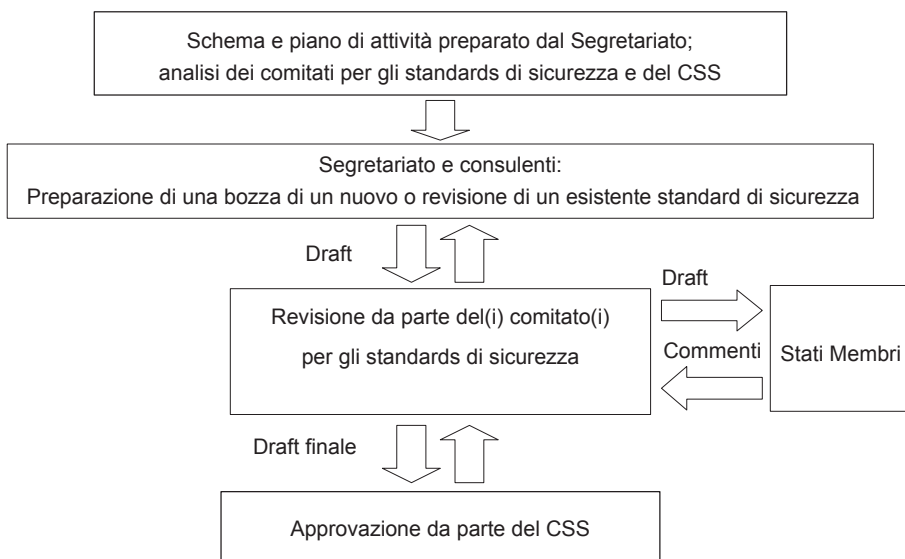 Schema e piano di attività preparato dal Segretariato;
analisi dei comitati per gli standards di sicurezza e del CSS
Segretariato e consulenti:
Preparazione di una bozza di un nuovo o revisione di un esistente standard di sicurezza
Draft
Revisione da parte del(i) comitato(i)
per gli standards di sicurezza
Draft
Commenti
Stati Membri
Draft finale
Approvazione da parte del CSS